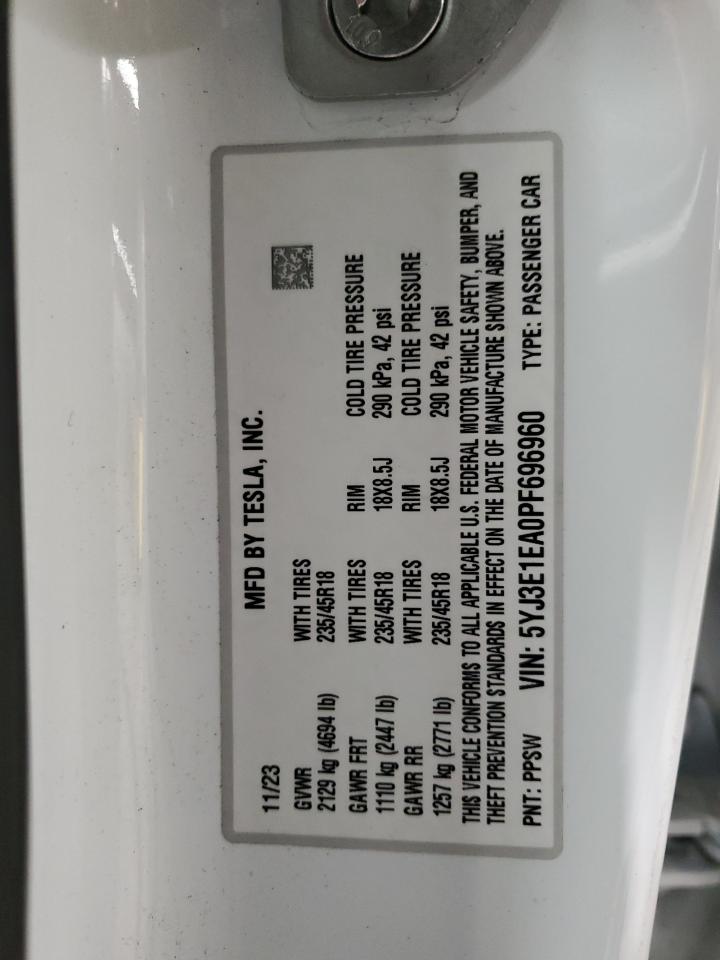 MFD BY TESLA, INC.
11/23
GVWR WITH TIRES
2129 kg (4694 lb) 235/45R18
GAWR FRT WITH TIRES RIM COLD TIRE PRESSURE
1110 kg (2447 lb) 235/45R18 18X8.5J 290 kPa, 42 psi
GAWR RR WITH TIRES RIM COLD TIRE PRESSURE
1257 kg (2771 lb) 235/45R18 18X8.5J 290 kPa, 42 psi
THIS VEHICLE CONFORMS TO ALL APPLICABLE U.S. FEDERAL MOTOR VEHICLE SAFETY, BUMPER, AND
THEFT PREVENTION STANDARDS IN EFFECT ON THE DATE OF MANUFACTURE SHOWN ABOVE.
PNT: PPSW VIN: 5YJ3E1EA0PF696960 TYPE: PASSENGER CAR